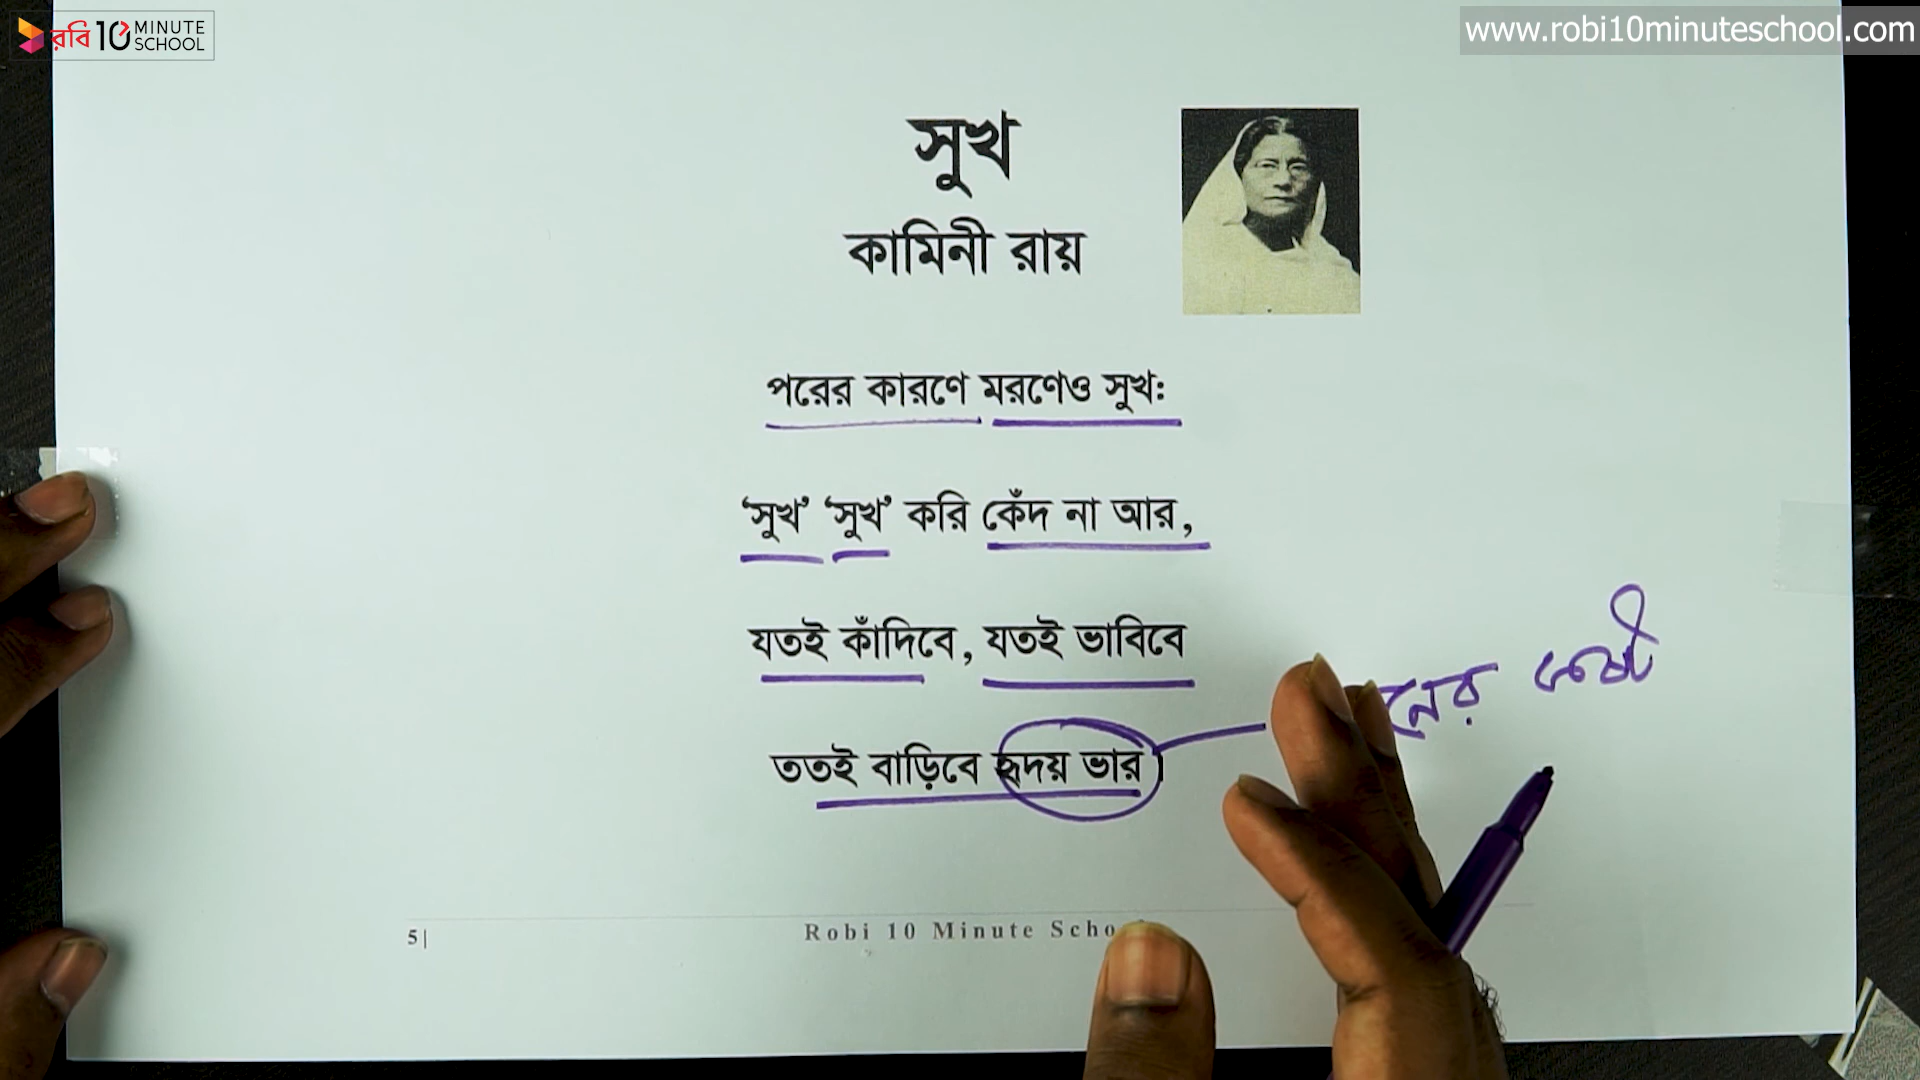 রবি 10 MINUTE SCHOOL
www.robi10minuteschool.com
সুখ
কামিনী রায়
পরের কারণে মরণেও সুখ:
‘সুখ’ ‘সুখ’ করি কেঁদ না আর,
যতই কাঁদিবে, যতই ভাবিবে
ততই বাড়িবে হৃদয় ভার
নের
5|
Robi 10 Minute Scho